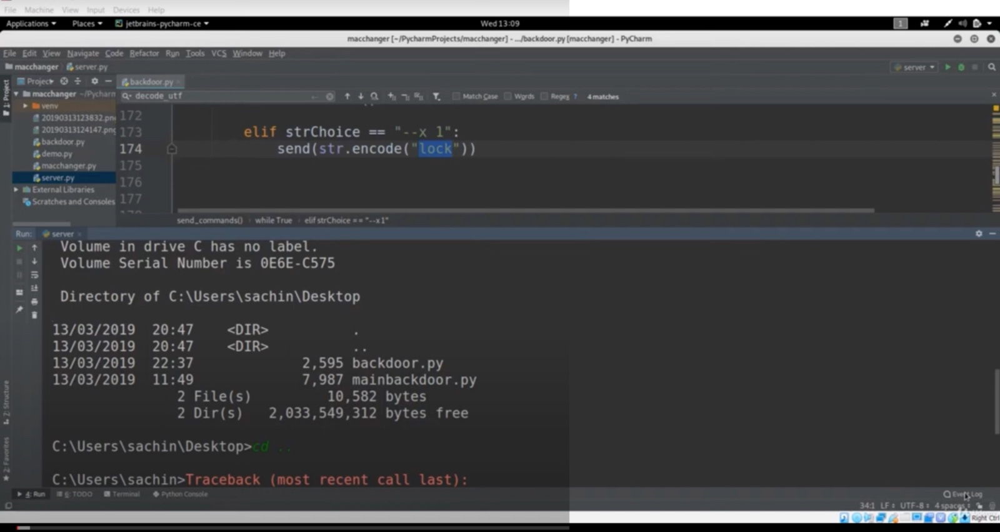 File Machine View Input Devices Help
Applications Places jetbrains-pycharm-ce Wed 13:09 1
macchanger [~/PycharmProjects/macchanger] - .../backdoor.py [macchanger] - PyCharm
File Edit View Navigate Code Refactor Run Tools VCS Window Help
macchanger server.py server
1: Project
Project backdoor.py
macchanger ~/Pycharm
decode_utf Match Case Words Regex ? 4 matches
venv
20190313123832.png
20190313124147.png
backdoor.py
demo.py
macchanger.py
server.py
External Libraries
Scratches and Consoles
172
173 elif strChoice == "--x 1":
174 send(str.encode("lock"))
175
176
177
send_commands() › while True › elif strChoice == "--x1"
Run: server
Volume in drive C has no label.
Volume Serial Number is 0E6E-C575
Directory of C:\Users\sachin\Desktop
13/03/2019 20:47 <DIR> .
13/03/2019 20:47 <DIR> ..
13/03/2019 22:37 2,595 backdoor.py
13/03/2019 11:49 7,987 mainbackdoor.py
2 File(s) 10,582 bytes
2 Dir(s) 2,033,549,312 bytes free
C:\Users\sachin\Desktop>cd ..
C:\Users\sachin>Traceback (most recent call last):
Z: Structure
2: Favorites
4: Run 6: TODO Terminal Python Console Event Log
34:1 LF UTF-8 4 spaces
Right Ctrl